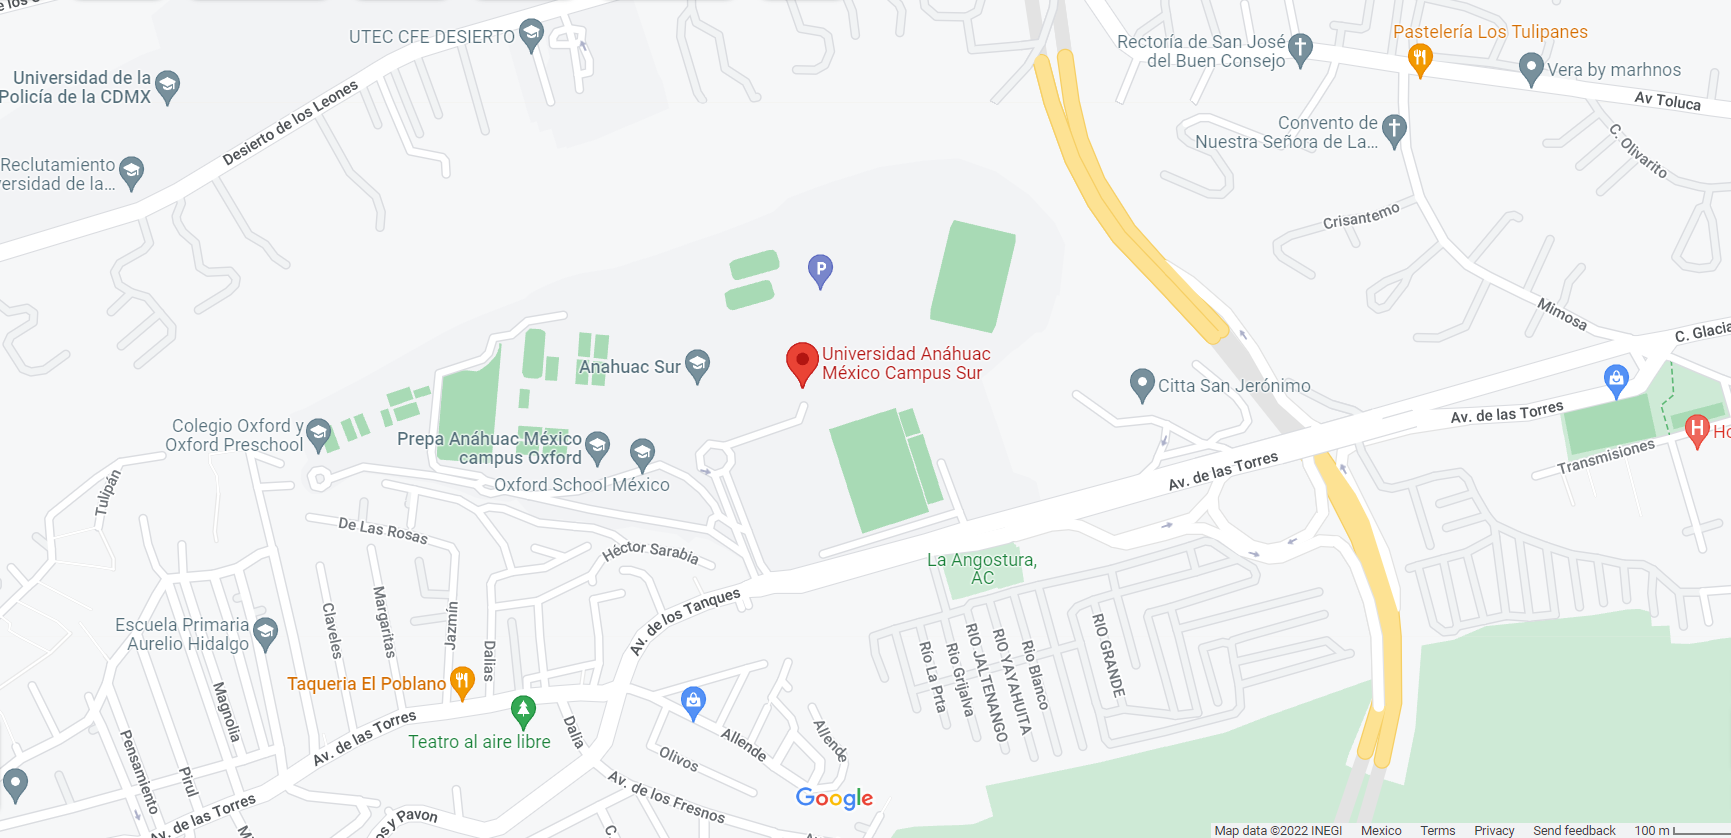 UTEC CFE DESIERTO
Universidad de la
Policía de la CDMX
Desierto de los Leones
Reclutamiento
Rectoría de San José
del Buen Consejo
Pastelería Los Tulipanes
Vera by marhnos
Av Toluca
Convento de
Nuestra Señora de La...
C. Olivarito
Crisantemo
Mimosa
P
Anahuac Sur
Universidad Anáhuac
México Campus Sur
Citta San Jerónimo
Av. de las Torres
Transmisiones
H
Colegio Oxford y
Oxford Preschool
Prepa Anáhuac México
campus Oxford
Oxford School México
Av. de las Torres
Tulipán
De Las Rosas
Héctor Sarabia
La Angostura,
AC
Av. de los Tanques
Claveles
Margaritas
Jazmín
Dalias
Escuela Primaria
Aurelio Hidalgo
Río La Prta
Rio Grijalva
RIO JALTENANGO
RIO YAYAHUITA
Rio Blanco
RIO GRANDE
Taqueria El Poblano
Magnolia
Av. de las Torres
Teatro al aire libre
Dalia
Allende
Allende
Olivos
Pensamiento
Pirul
Av. de las Torres
Av. de los Fresnos
Google
Map data ©2022 INEGI Mexico Terms Privacy Send feedback 100 m